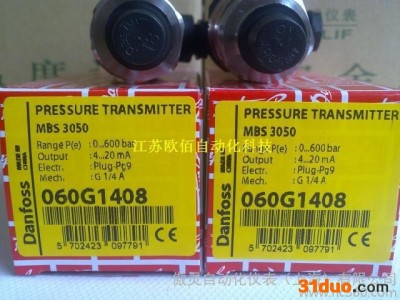 PRESSURE TRANSMITTER
MBS 3050
Range P(e) : 0...600 bar
Output : 4...20 mA
Electr. : Plug-Pg9
Mech. : G 1/4 A
060G1408
Danfoss
CHINA
5 702423 097791
CE
PRESSURE TRANSMITTER
MBS 3050
Range P(e) : 0...600 bar
Output : 4...20 mA
Electr. : Plug-Pg9
Mech. : G 1/4 A
060G1408
Danfoss
CHINA
5 702423 097791
CE
江苏欧佰自动化科技
31duo.com